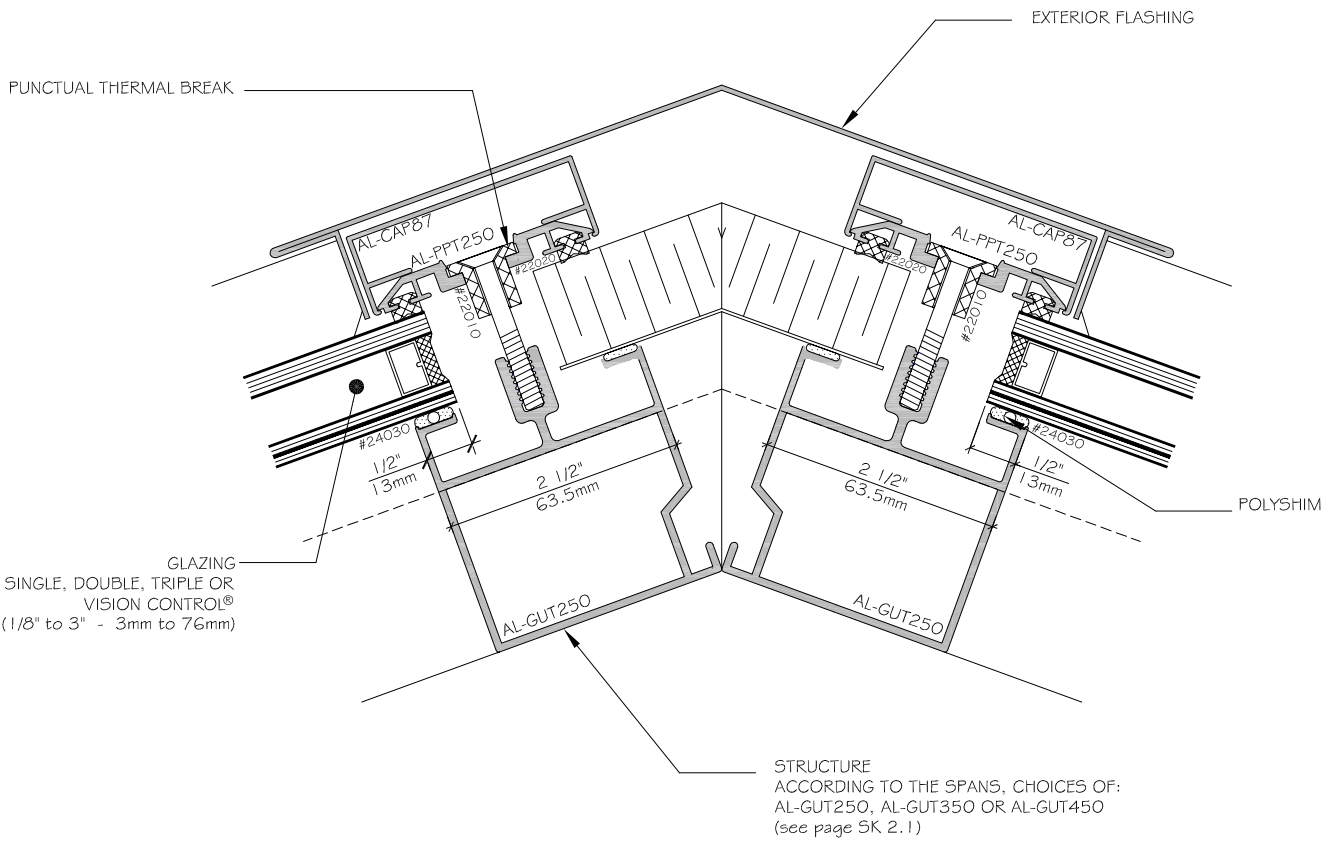 EXTERIOR FLASHING
PUNCTUAL THERMAL BREAK
AL-CAP87
AL-PPT250
#22020
#22010
AL-CAP87
AL-PPT250
#22020
#22010
#24030
1/2"
13mm
2 1/2"
63.5mm
2 1/2"
63.5mm
#24030
1/2"
13mm
POLYSHIM
GLAZING
SINGLE, DOUBLE, TRIPLE OR
VISION CONTROL®
(1/8" to 3" - 3mm to 76mm)
AL-GUT250
AL-GUT250
STRUCTURE
ACCORDING TO THE SPANS, CHOICES OF:
AL-GUT250, AL-GUT350 OR AL-GUT450
(see page SK 2.1)